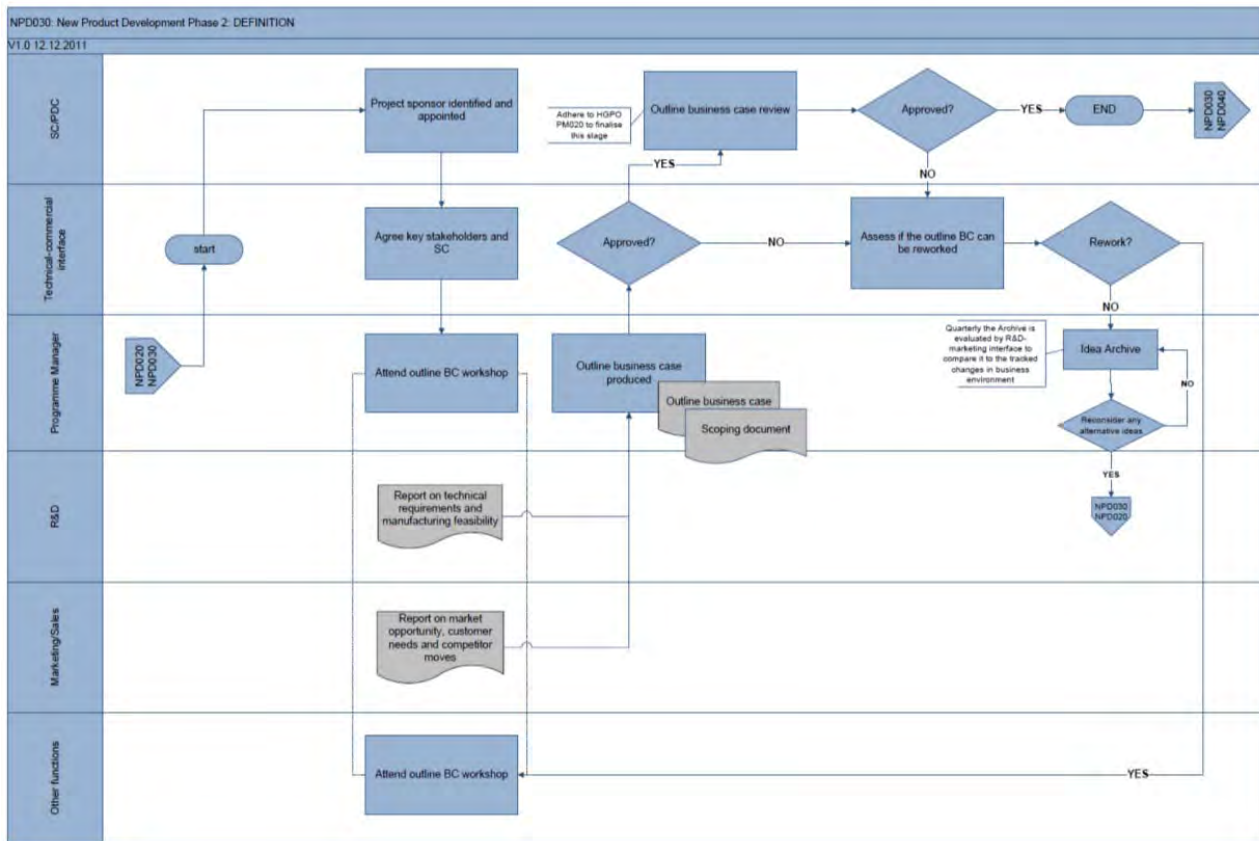 NPD030: New Product Development Phase 2: DEFINITION
V1.0 12.12.2011
SC/PDC
Project sponsor identified and
appointed
Adhere to HGPO
PM020 to finalise
this stage
Outline business case review
Approved?
YES
END
NPD030
NPD040
YES
NO
Technical-commercial
interface
start
Agree key stakeholders and
SC
Approved?
NO
Assess if the outline BC can
be reworked
Rework?
NO
Programme Manager
NPD020
NPD030
Attend outline BC workshop
Outline business case
produced
Outline business case
Scoping document
Quarterly the Archive is
evaluated by R&D-
marketing interface to
compare it to the tracked
changes in business
environment
Idea Archive
NO
Reconsider any
alternative ideas
YES
NPD030
NPD020
R&D
Report on technical
requirements and
manufacturing feasibility
Marketing/Sales
Report on market
opportunity, customer
needs and competitor
moves
Other functions
Attend outline BC workshop
YES